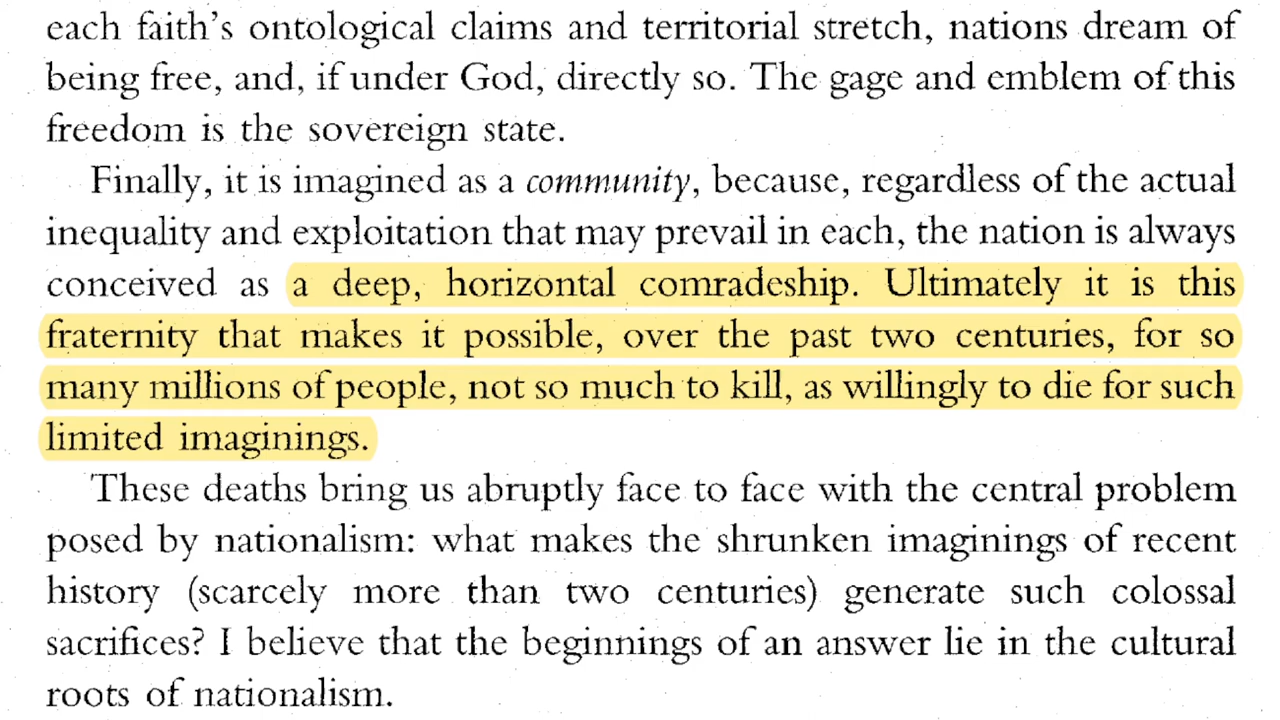 each faith's ontological claims and territorial stretch, nations dream of
being free, and, if under God, directly so. The gage and emblem of this
freedom is the sovereign state.
Finally, it is imagined as a community, because, regardless of the actual
inequality and exploitation that may prevail in each, the nation is always
conceived as a deep, horizontal comradeship. Ultimately it is this
fraternity that makes it possible, over the past two centuries, for so
many millions of people, not so much to kill, as willingly to die for such
limited imaginings.
These deaths bring us abruptly face to face with the central problem
posed by nationalism: what makes the shrunken imaginings of recent
history (scarcely more than two centuries) generate such colossal
sacrifices? I believe that the beginnings of an answer lie in the cultural
roots of nationalism.